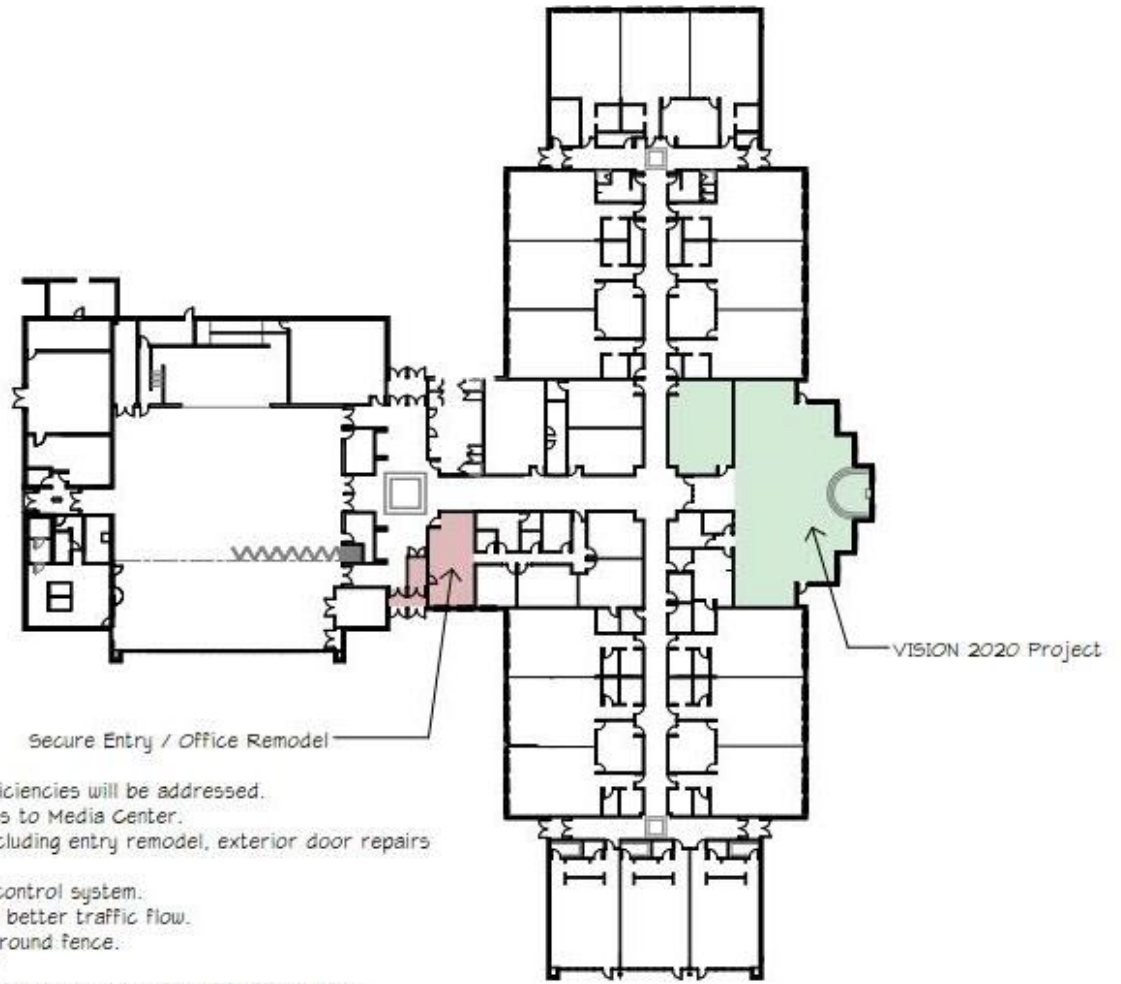 VISION 2020 Project
Secure Entry / Office Remodel
iciencies will be addressed.
s to Media Center.
cluding entry remodel, exterior door repairs
control system.
better traffic flow.
round fence.